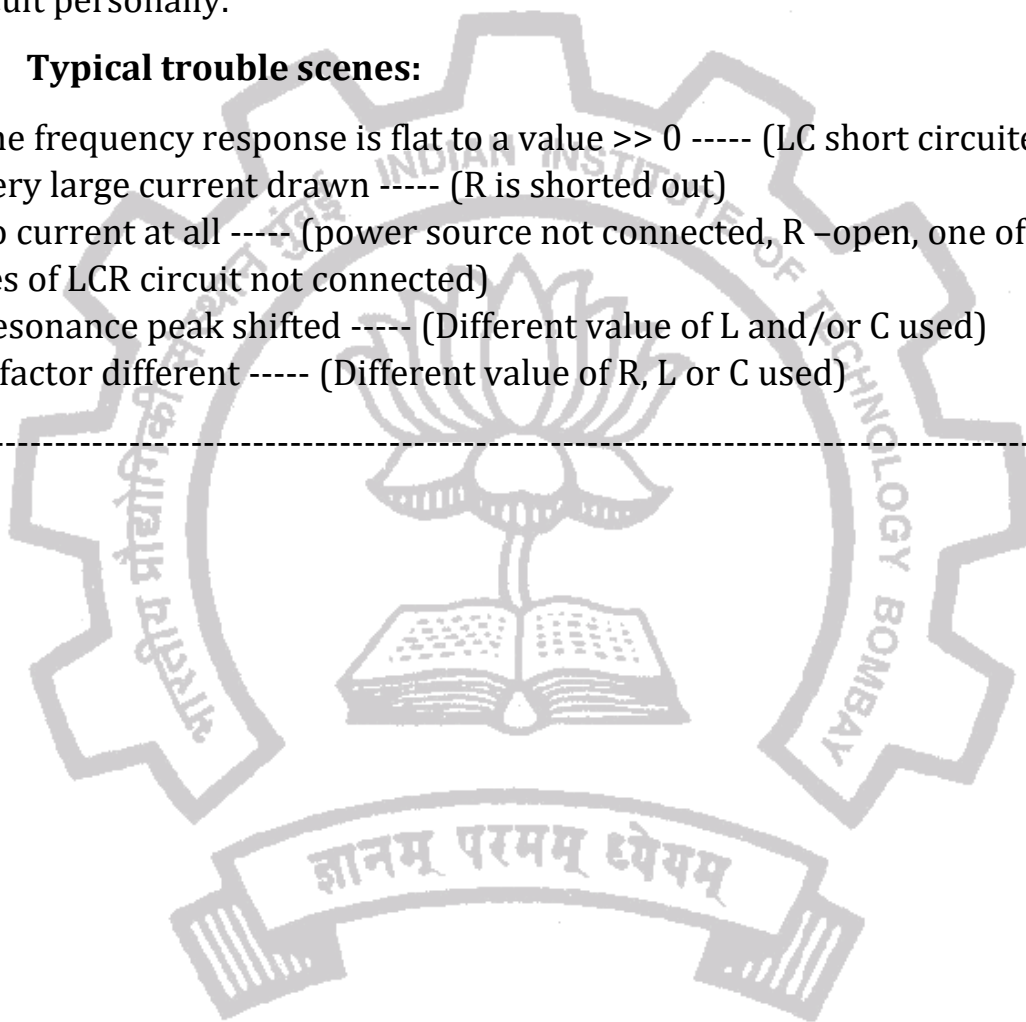 uit personally.
Typical trouble scenes:
he frequency response is flat to a value >> 0 ----- (LC short circuite
ery large current drawn ----- (R is shorted out)
o current at all ----- (power source not connected, R –open, one of
es of LCR circuit not connected)
esonance peak shifted ----- (Different value of L and/or C used)
factor different ----- (Different value of R, L or C used)
--------------------------------------------------------------------------------
INDIAN INSTITUTE OF TECHNOLOGY BOMBAY
भारतीय प्रौद्योगिकी संस्थान मुंबई
ज्ञानम् परमम् ध्येयम्